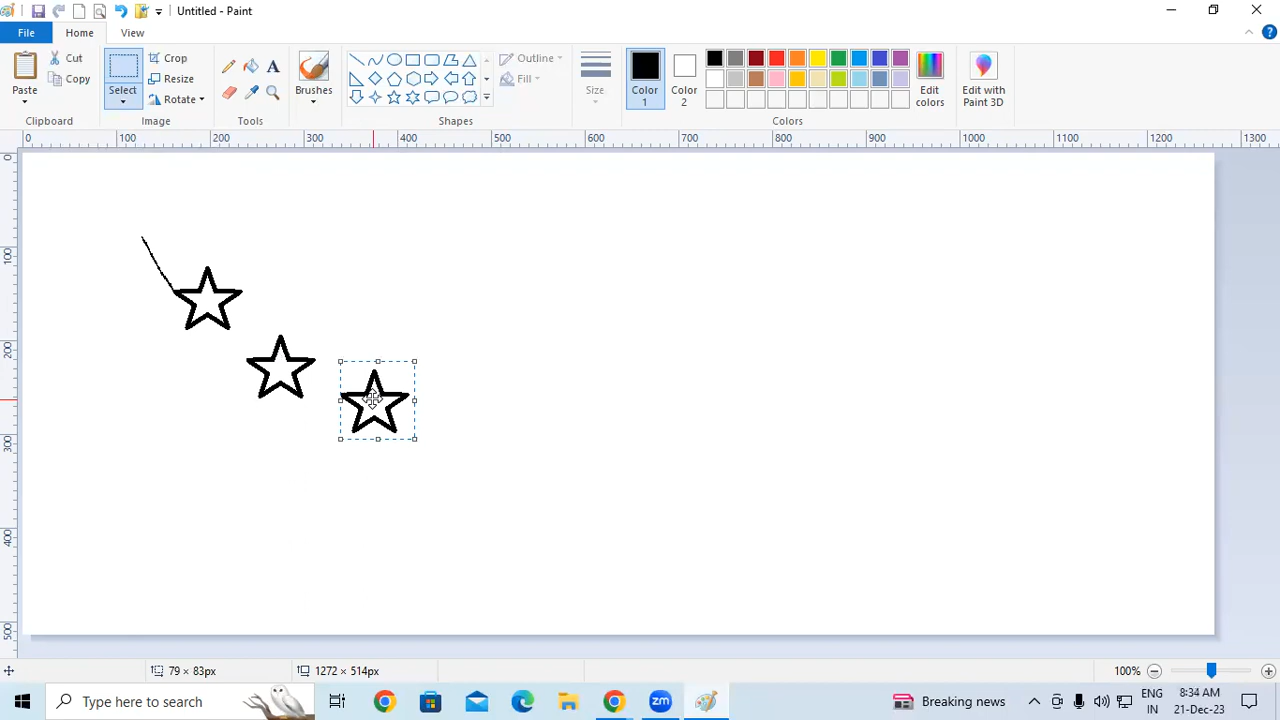 Untitled - Paint
File Home View
Paste
Cut
Copy
Clipboard
Select
Crop
Resize
Rotate
Image
Tools
Brushes
Shapes
Outline
Fill
Size
Color 1
Color 2
Colors
Edit colors
Edit with Paint 3D
0 100 200 300 400 500 600 700 800 900 1000 1100 1200 1300
0
100
200
300
400
500
79 × 83px
1272 × 514px
100%
Type here to search
zm
Breaking news
ENG
IN
8:34 AM
21-Dec-23